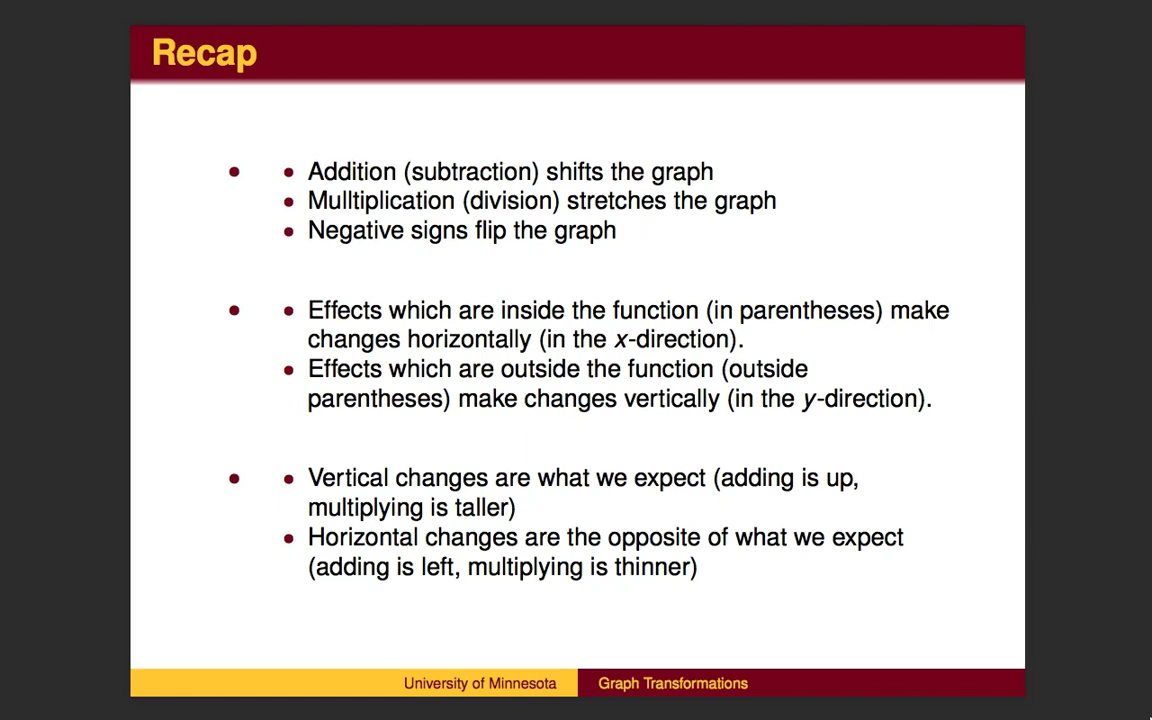 Recap
• • Addition (subtraction) shifts the graph
• Mulltiplication (division) stretches the graph
• Negative signs flip the graph
• • Effects which are inside the function (in parentheses) make
changes horizontally (in the x-direction).
• Effects which are outside the function (outside
parentheses) make changes vertically (in the y-direction).
• • Vertical changes are what we expect (adding is up,
multiplying is taller)
• Horizontal changes are the opposite of what we expect
(adding is left, multiplying is thinner)
University of Minnesota Graph Transformations